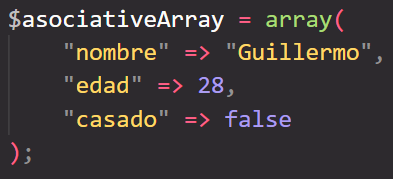 $asociativeArray = array(
    "nombre" => "Guillermo",
    "edad" => 28,
    "casado" => false
);